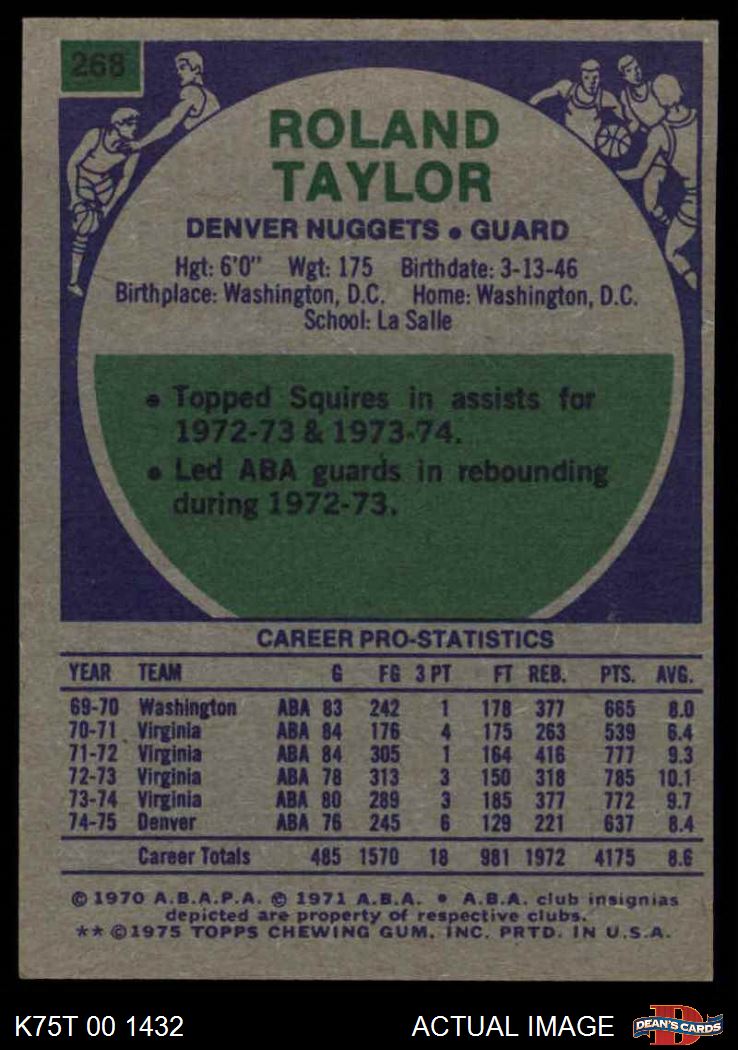 268
ROLAND
TAYLOR
DENVER NUGGETS • GUARD
Hgt: 6'0" Wgt: 175 Birthdate: 3-13-46
Birthplace: Washington, D.C. Home: Washington, D.C.
School: La Salle
• Topped Squires in assists for
1972-73 & 1973-74.
• Led ABA guards in rebounding
during 1972-73.
CAREER PRO-STATISTICS
YEAR TEAM G FG 3 PT FT REB. PTS. AVG.
69-70 Washington ABA 83 242 1 178 377 665 8.0
70-71 Virginia ABA 84 176 4 175 263 539 6.4
71-72 Virginia ABA 84 305 1 164 416 777 9.3
72-73 Virginia ABA 78 313 3 150 318 785 10.1
73-74 Virginia ABA 80 289 3 185 377 772 9.7
74-75 Denver ABA 76 245 6 129 221 637 8.4
Career Totals 485 1570 18 981 1972 4175 8.6
© 1970 A.B.A.P.A. © 1971 A.B.A. • A.B.A. club insignias
depicted are property of respective clubs.
** ©1975 TOPPS CHEWING GUM, INC. PRTD. IN U.S.A.
K75T 00 1432 ACTUAL IMAGE DEAN'S CARDS